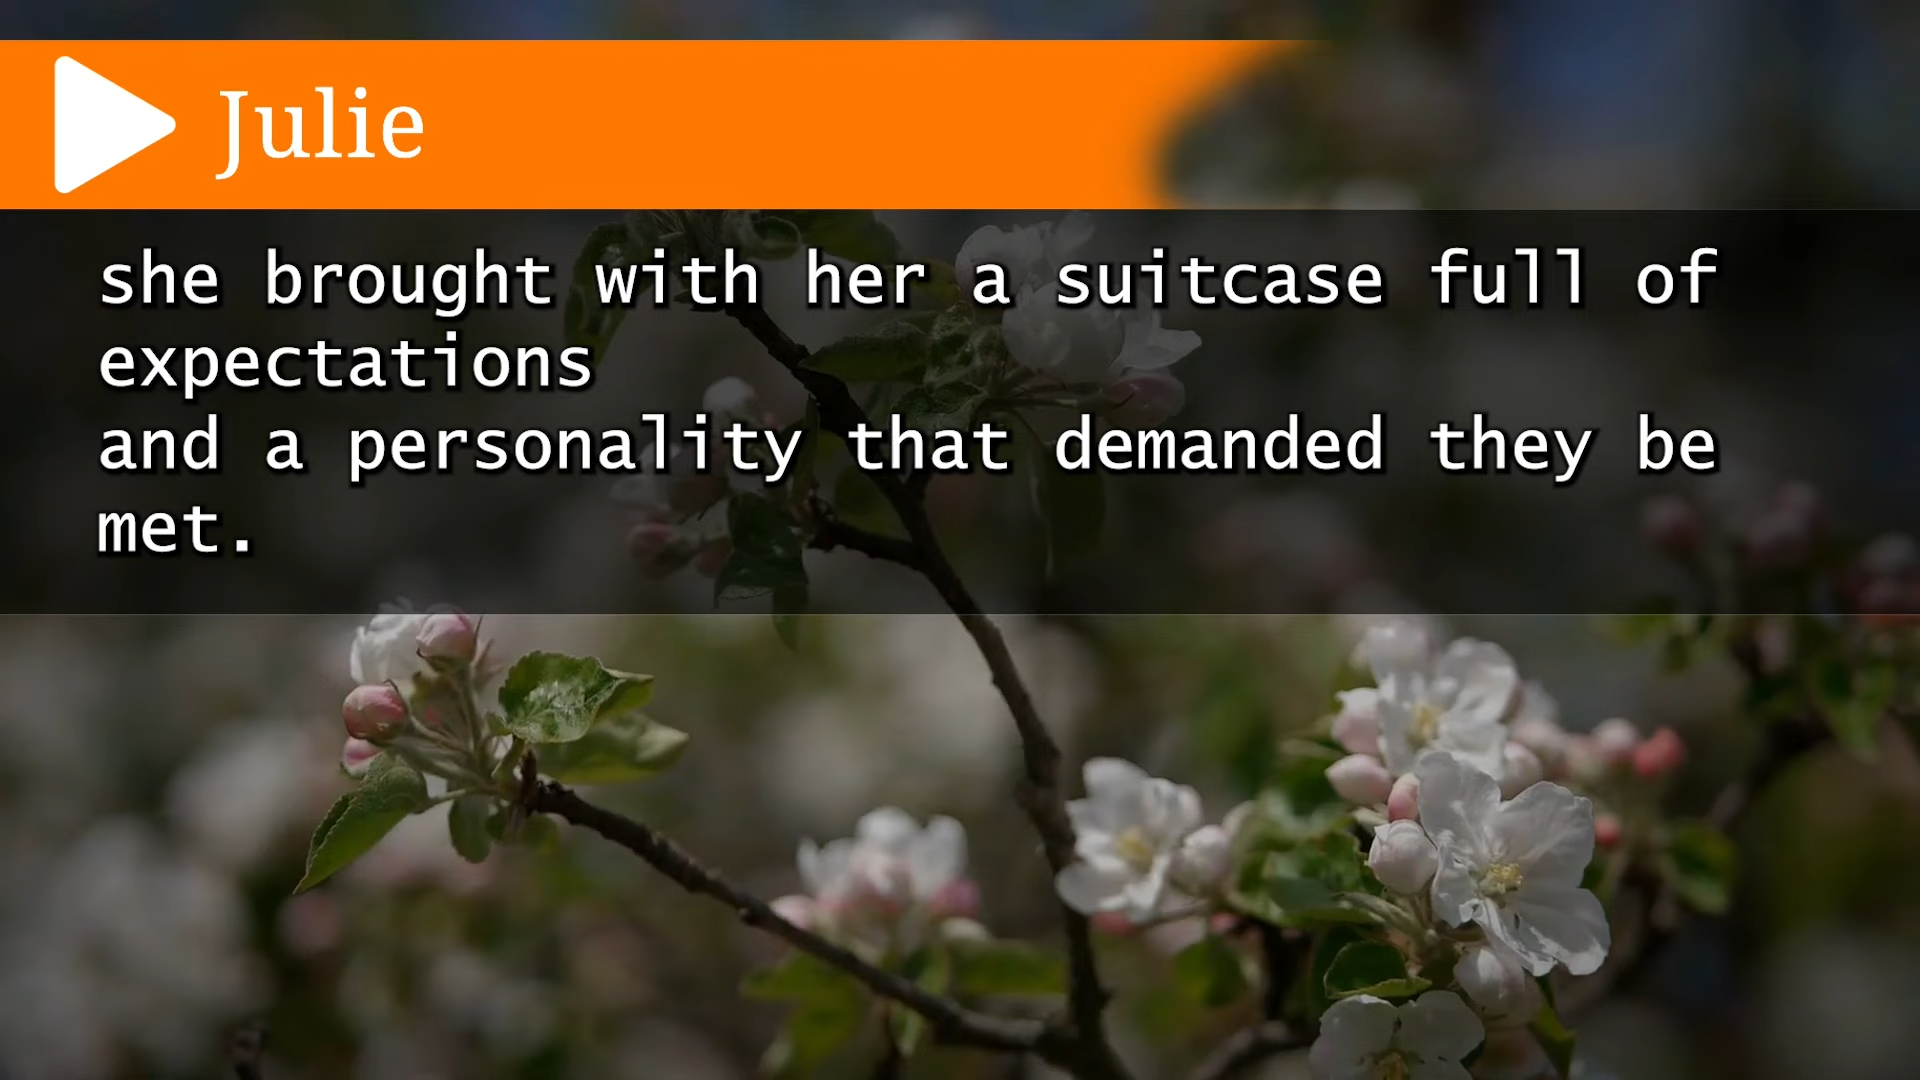 Julie
she brought with her a suitcase full of
expectations
and a personality that demanded they be
met.